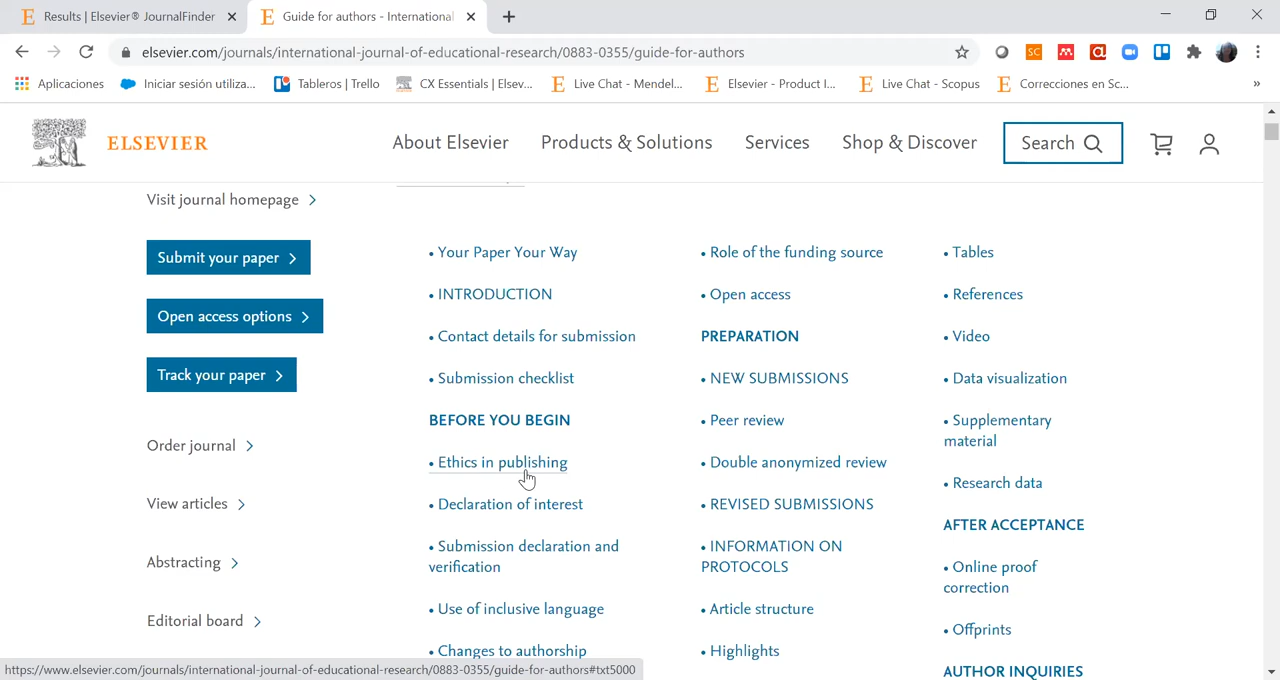 Results | Elsevier® JournalFinder
Guide for authors - International
elsevier.com/journals/international-journal-of-educational-research/0883-0355/guide-for-authors
Aplicaciones
Iniciar sesión utiliza...
Tableros | Trello
CX Essentials | Elsev...
Live Chat - Mendel...
Elsevier - Product I...
Live Chat - Scopus
Correcciones en Sc...
»
ELSEVIER
About Elsevier
Products & Solutions
Services
Shop & Discover
Search
Visit journal homepage
Submit your paper
Open access options
Track your paper
Order journal
View articles
Abstracting
Editorial board
• Your Paper Your Way
• INTRODUCTION
• Contact details for submission
• Submission checklist
BEFORE YOU BEGIN
• Ethics in publishing
• Declaration of interest
• Submission declaration and
verification
• Use of inclusive language
• Changes to authorship
• Role of the funding source
• Open access
PREPARATION
• NEW SUBMISSIONS
• Peer review
• Double anonymized review
• REVISED SUBMISSIONS
• INFORMATION ON
PROTOCOLS
• Article structure
• Highlights
• Tables
• References
• Video
• Data visualization
• Supplementary
material
• Research data
AFTER ACCEPTANCE
• Online proof
correction
• Offprints
AUTHOR INQUIRIES
https://www.elsevier.com/journals/international-journal-of-educational-research/0883-0355/guide-for-authors#txt5000